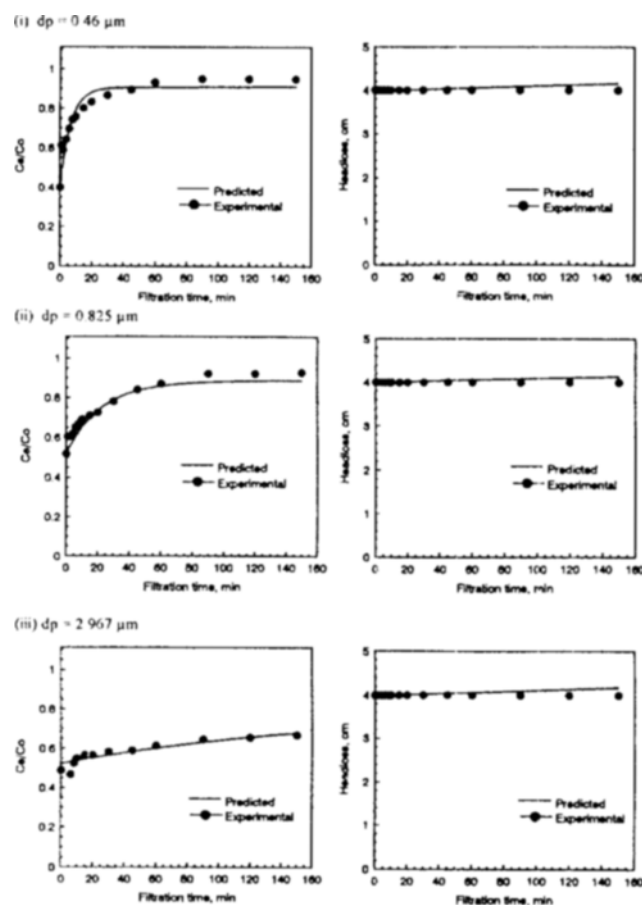 (i) dp = 0.46 µm
1
0.8
0.6
0.4
0.2
0
Ce/Co
Predicted
Experimental
0 20 40 60 80 100 120 140 160
Filtration time, min
5
4
3
2
1
0
Headloss, cm
Predicted
Experimental
0 20 40 60 80 100 120 140 160
Filtration time, min
(ii) dp = 0.825 µm
1
0.8
0.6
0.4
0.2
0
Ce/Co
Predicted
Experimental
0 20 40 60 80 100 120 140 160
Filtration time, min
5
4
3
2
1
0
Headloss, cm
Predicted
Experimental
0 20 40 60 80 100 120 140 160
Filtration time, min
(iii) dp = 2 967 µm
1
0.8
0.6
0.4
0.2
0
Ce/Co
Predicted
Experimental
0 20 40 60 80 100 120 140 160
Filtration time, min
5
4
3
2
1
0
Headloss, cm
Predicted
Experimental
0 20 40 60 80 100 120 140 160
Filtration time, min